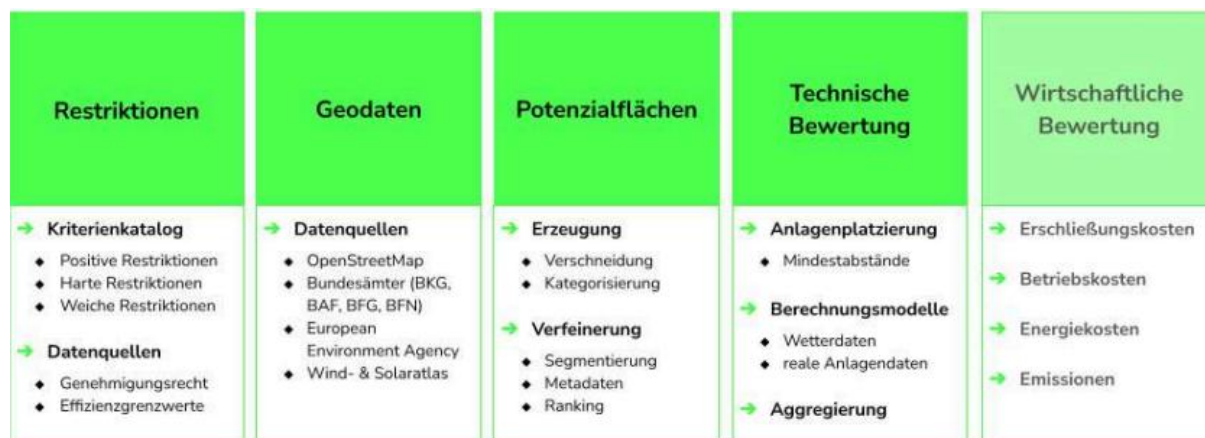 Restriktionen
➔ Kriterienkatalog
◆ Positive Restriktionen
◆ Harte Restriktionen
◆ Weiche Restriktionen
➔ Datenquellen
◆ Genehmigungsrecht
◆ Effizienzgrenzwerte
Geodaten
➔ Datenquellen
◆ OpenStreetMap
◆ Bundesämter (BKG,
BAF, BFG, BFN)
◆ European
Environment Agency
◆ Wind- & Solaratlas
Potenzialflächen
➔ Erzeugung
◆ Verschneidung
◆ Kategorisierung
➔ Verfeinerung
◆ Segmentierung
◆ Metadaten
◆ Ranking
Technische
Bewertung
➔ Anlagenplatzierung
◆ Mindestabstände
➔ Berechnungsmodelle
◆ Wetterdaten
◆ reale Anlagendaten
➔ Aggregierung
Wirtschaftliche
Bewertung
➔ Erschließungskosten
➔ Betriebskosten
➔ Energiekosten
➔ Emissionen